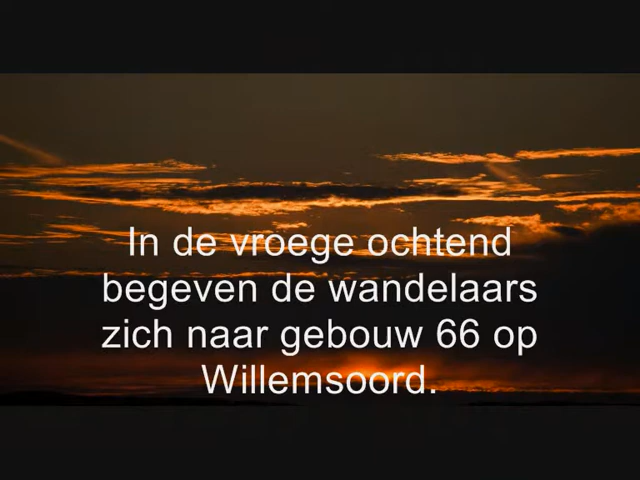 In de vroege ochtend
begeven de wandelaars
zich naar gebouw 66 op
Willemsoord.